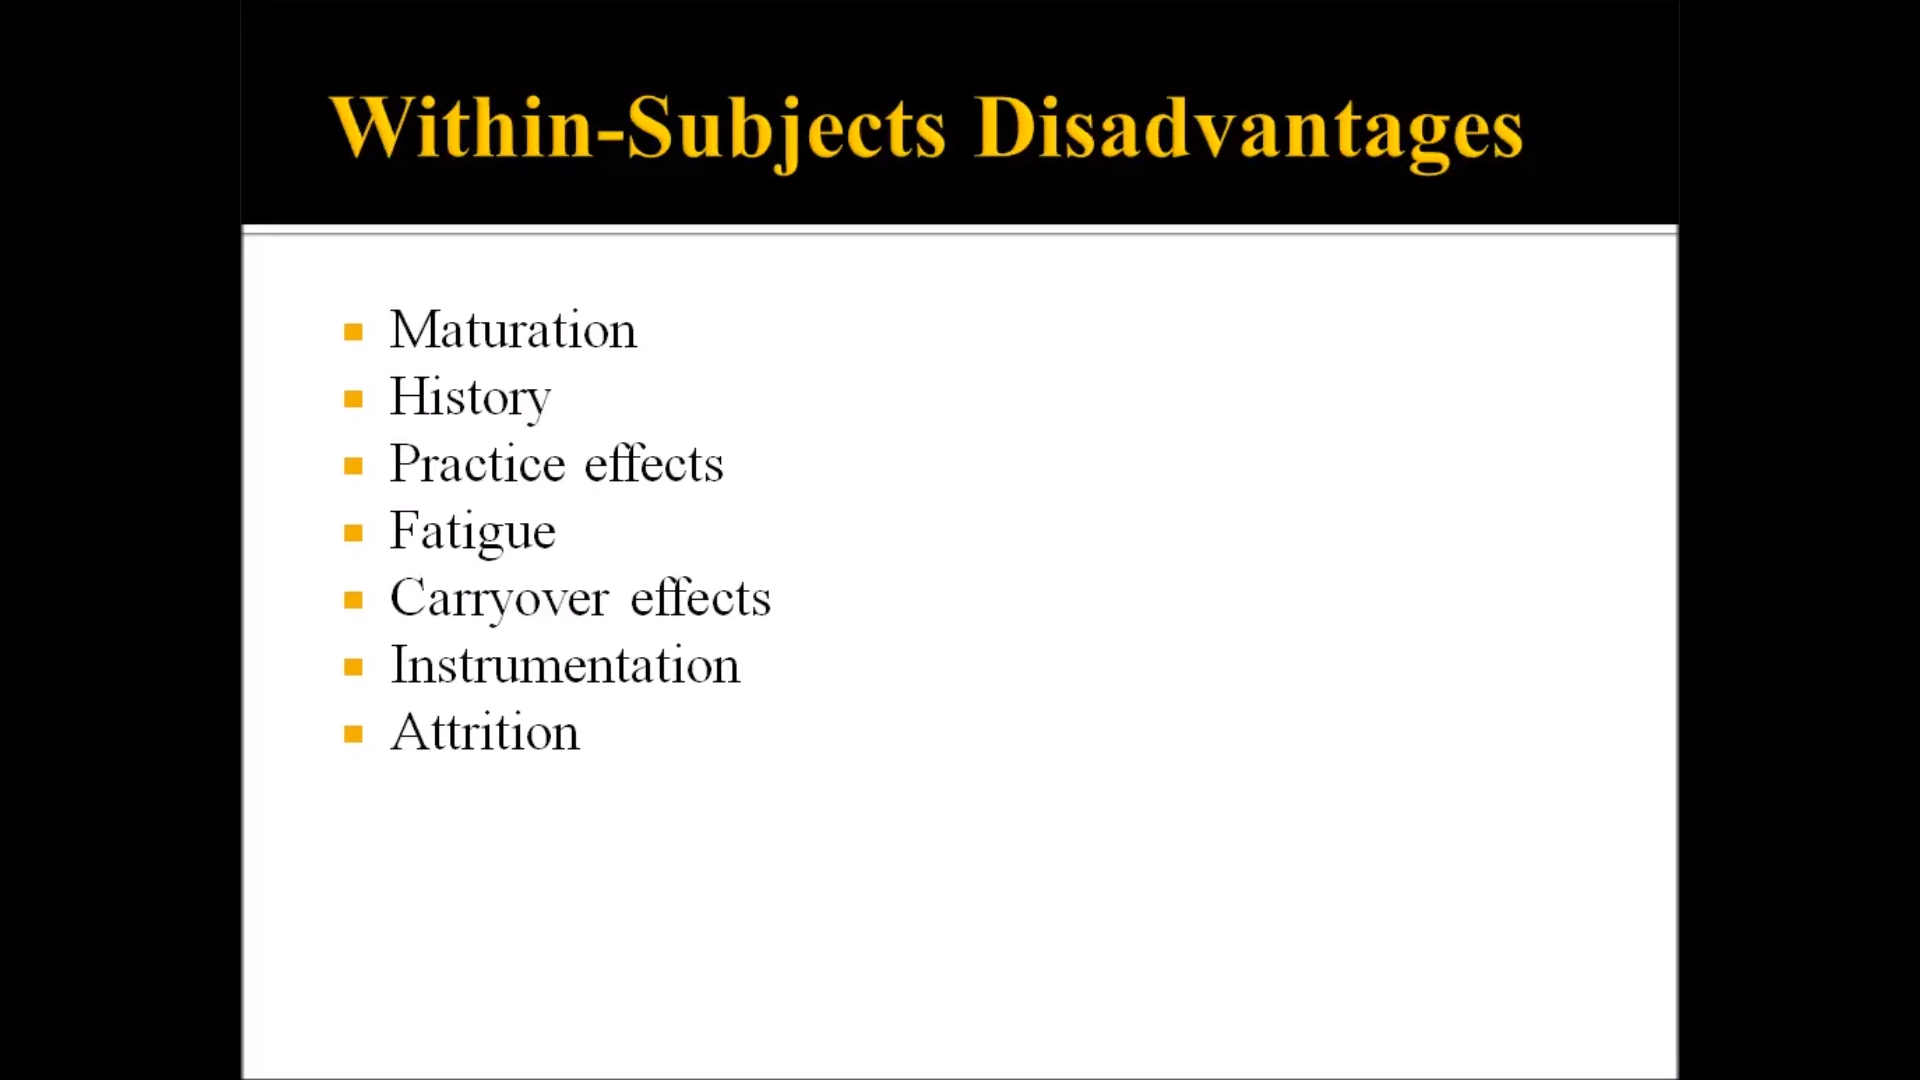 Within-Subjects Disadvantages
Maturation
History
Practice effects
Fatigue
Carryover effects
Instrumentation
Attrition